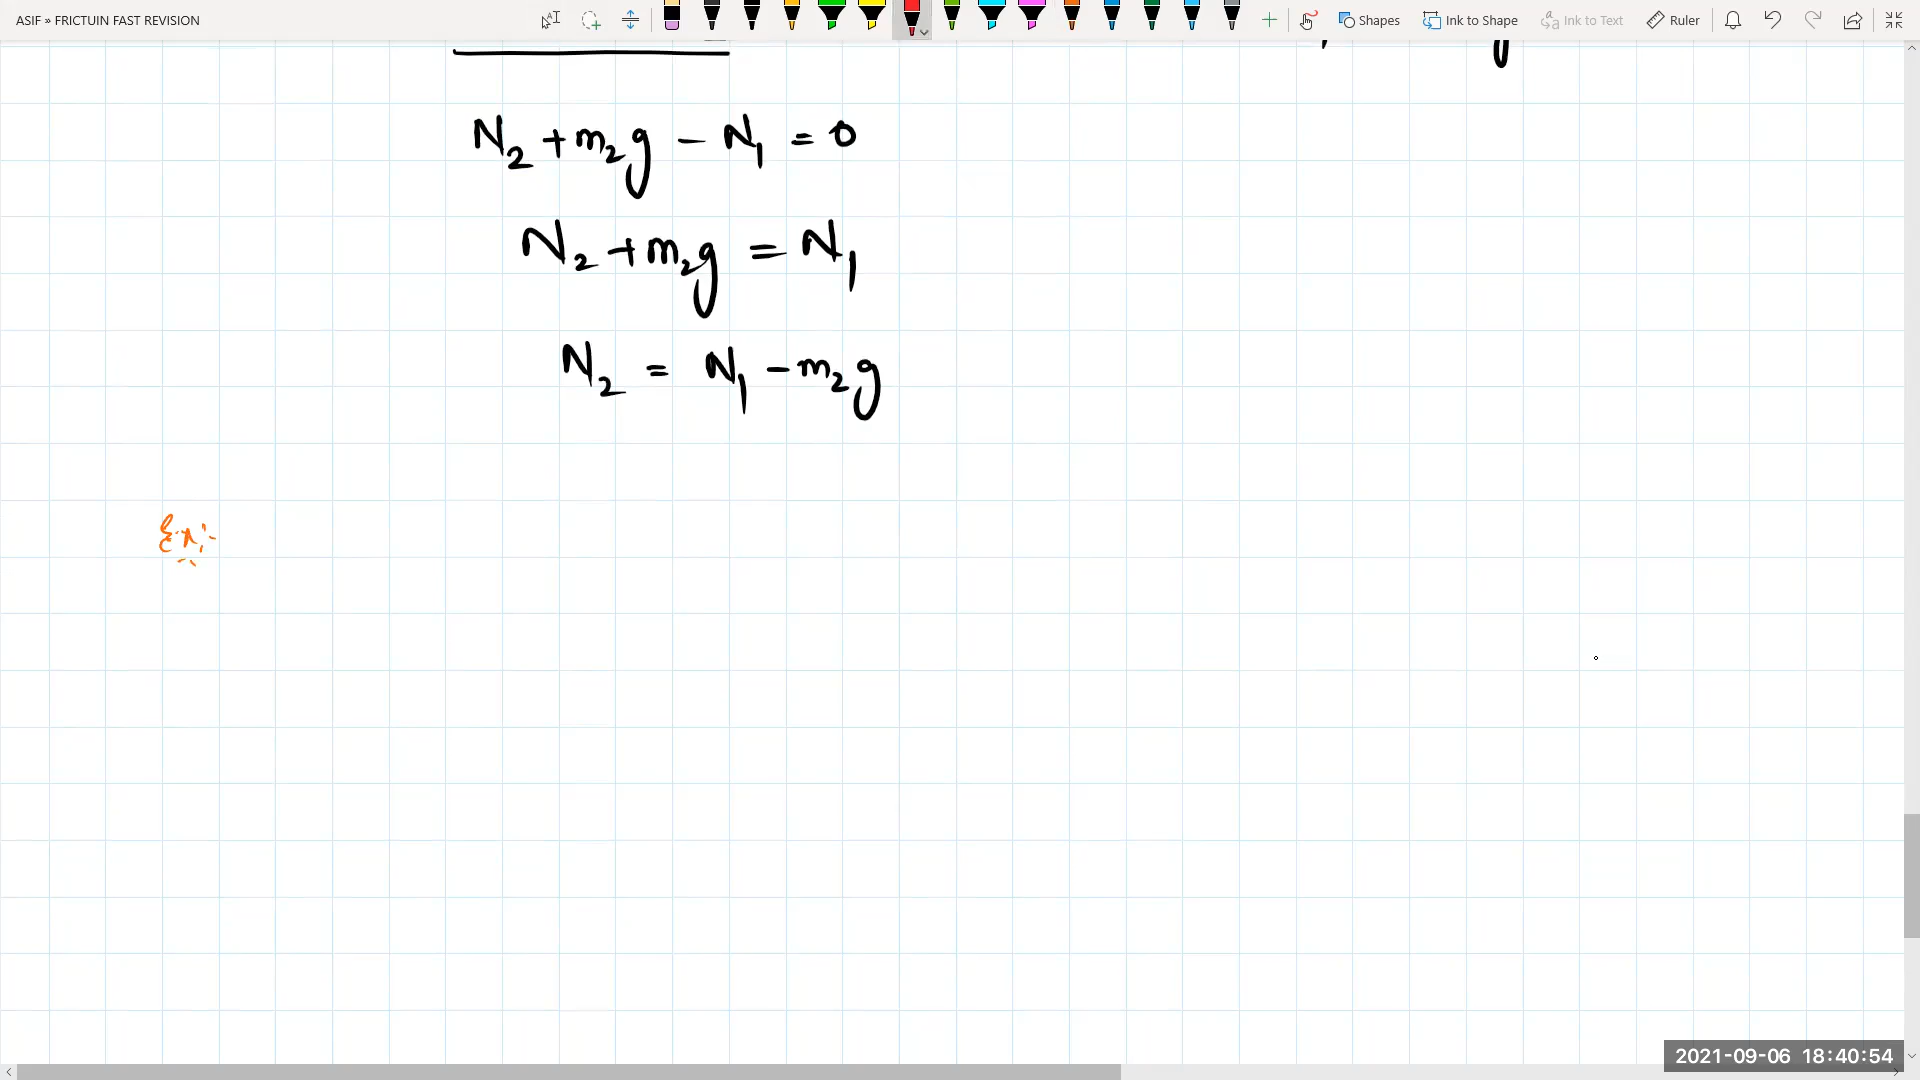 ASIF » FRICTUIN FAST REVISION
Shapes Ink to Shape Ink to Text Ruler
N₂ + m₂g − N₁ = 0
N₂ + m₂g = N₁
N₂ = N₁ − m₂g
Ex:-
2021-09-06 18:40:54